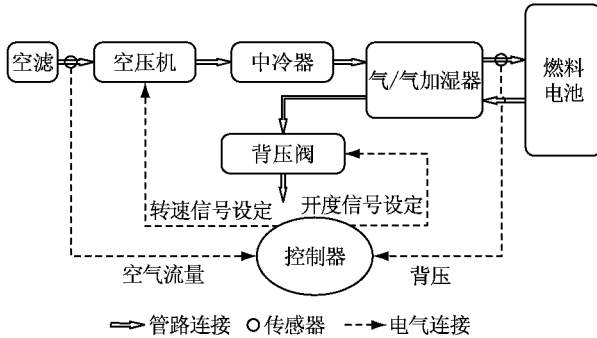 空滤
空压机
中冷器
气/气加湿器
燃料
电池
背压阀
转速信号设定
开度信号设定
控制器
空气流量
背压
管路连接
传感器
电气连接